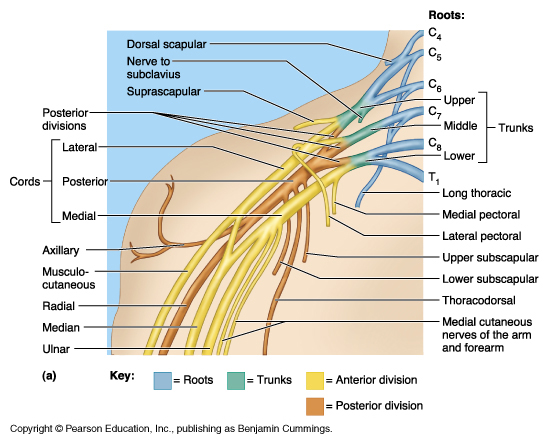 Roots:
C4
Dorsal scapular
C5
Nerve to
subclavius
Suprascapular
C6
Upper
C7
Posterior
divisions
Middle
Trunks
Lateral
C8
Lower
Cords
Posterior
T1
Long thoracic
Medial
Medial pectoral
Lateral pectoral
Axillary
Upper subscapular
Musculo-
cutaneous
Lower subscapular
Radial
Thoracodorsal
Median
Medial cutaneous
nerves of the arm
and forearm
Ulnar
(a) Key: = Roots = Trunks = Anterior division
= Posterior division
Copyright © Pearson Education, Inc., publishing as Benjamin Cummings.